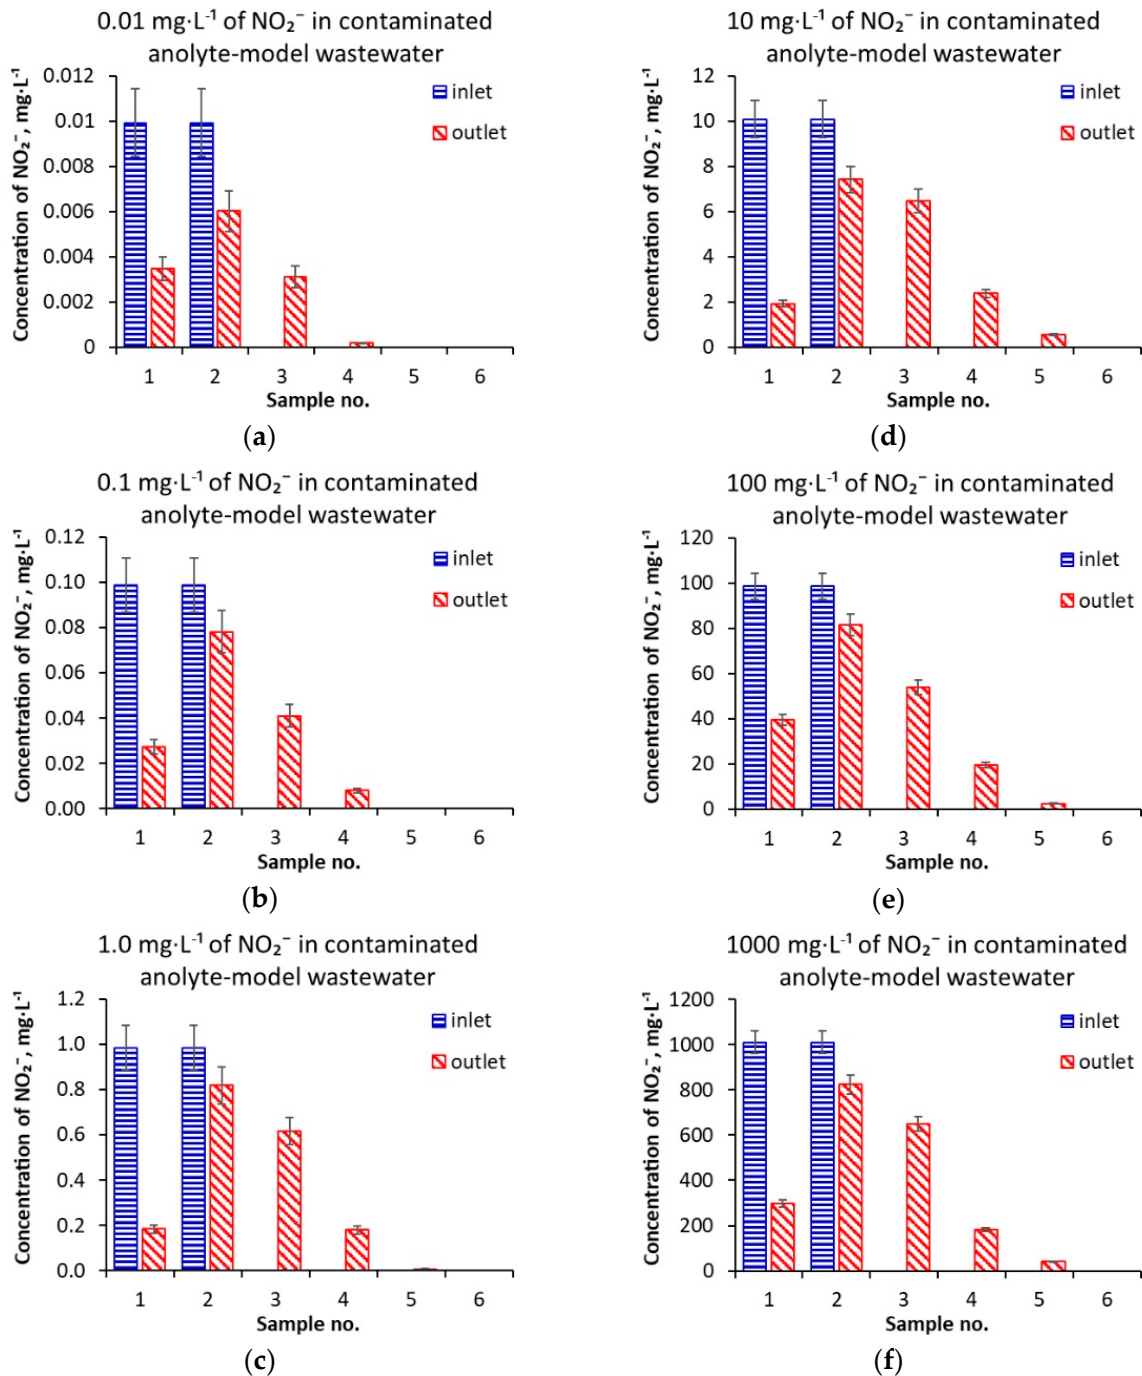 0.01 mg·L⁻¹ of NO₂⁻ in contaminated
anolyte-model wastewater
Concentration of NO₂⁻, mg·L⁻¹
0.012
0.01
0.008
0.006
0.004
0.002
0
inlet
outlet
1 2 3 4 5 6
Sample no.
(a)
10 mg·L⁻¹ of NO₂⁻ in contaminated
anolyte-model wastewater
Concentration of NO₂⁻, mg·L⁻¹
12
10
8
6
4
2
0
inlet
outlet
1 2 3 4 5 6
Sample no.
(d)
0.1 mg·L⁻¹ of NO₂⁻ in contaminated
anolyte-model wastewater
Concentration of NO₂⁻, mg·L⁻¹
0.12
0.10
0.08
0.06
0.04
0.02
0.00
inlet
outlet
1 2 3 4 5 6
Sample no.
(b)
100 mg·L⁻¹ of NO₂⁻ in contaminated
anolyte-model wastewater
Concentration of NO₂⁻, mg·L⁻¹
120
100
80
60
40
20
0
inlet
outlet
1 2 3 4 5 6
Sample no.
(e)
1.0 mg·L⁻¹ of NO₂⁻ in contaminated
anolyte-model wastewater
Concentration of NO₂⁻, mg·L⁻¹
1.2
1.0
0.8
0.6
0.4
0.2
0.0
inlet
outlet
1 2 3 4 5 6
Sample no.
(c)
1000 mg·L⁻¹ of NO₂⁻ in contaminated
anolyte-model wastewater
Concentration of NO₂⁻, mg·L⁻¹
1200
1000
800
600
400
200
0
inlet
outlet
1 2 3 4 5 6
Sample no.
(f)